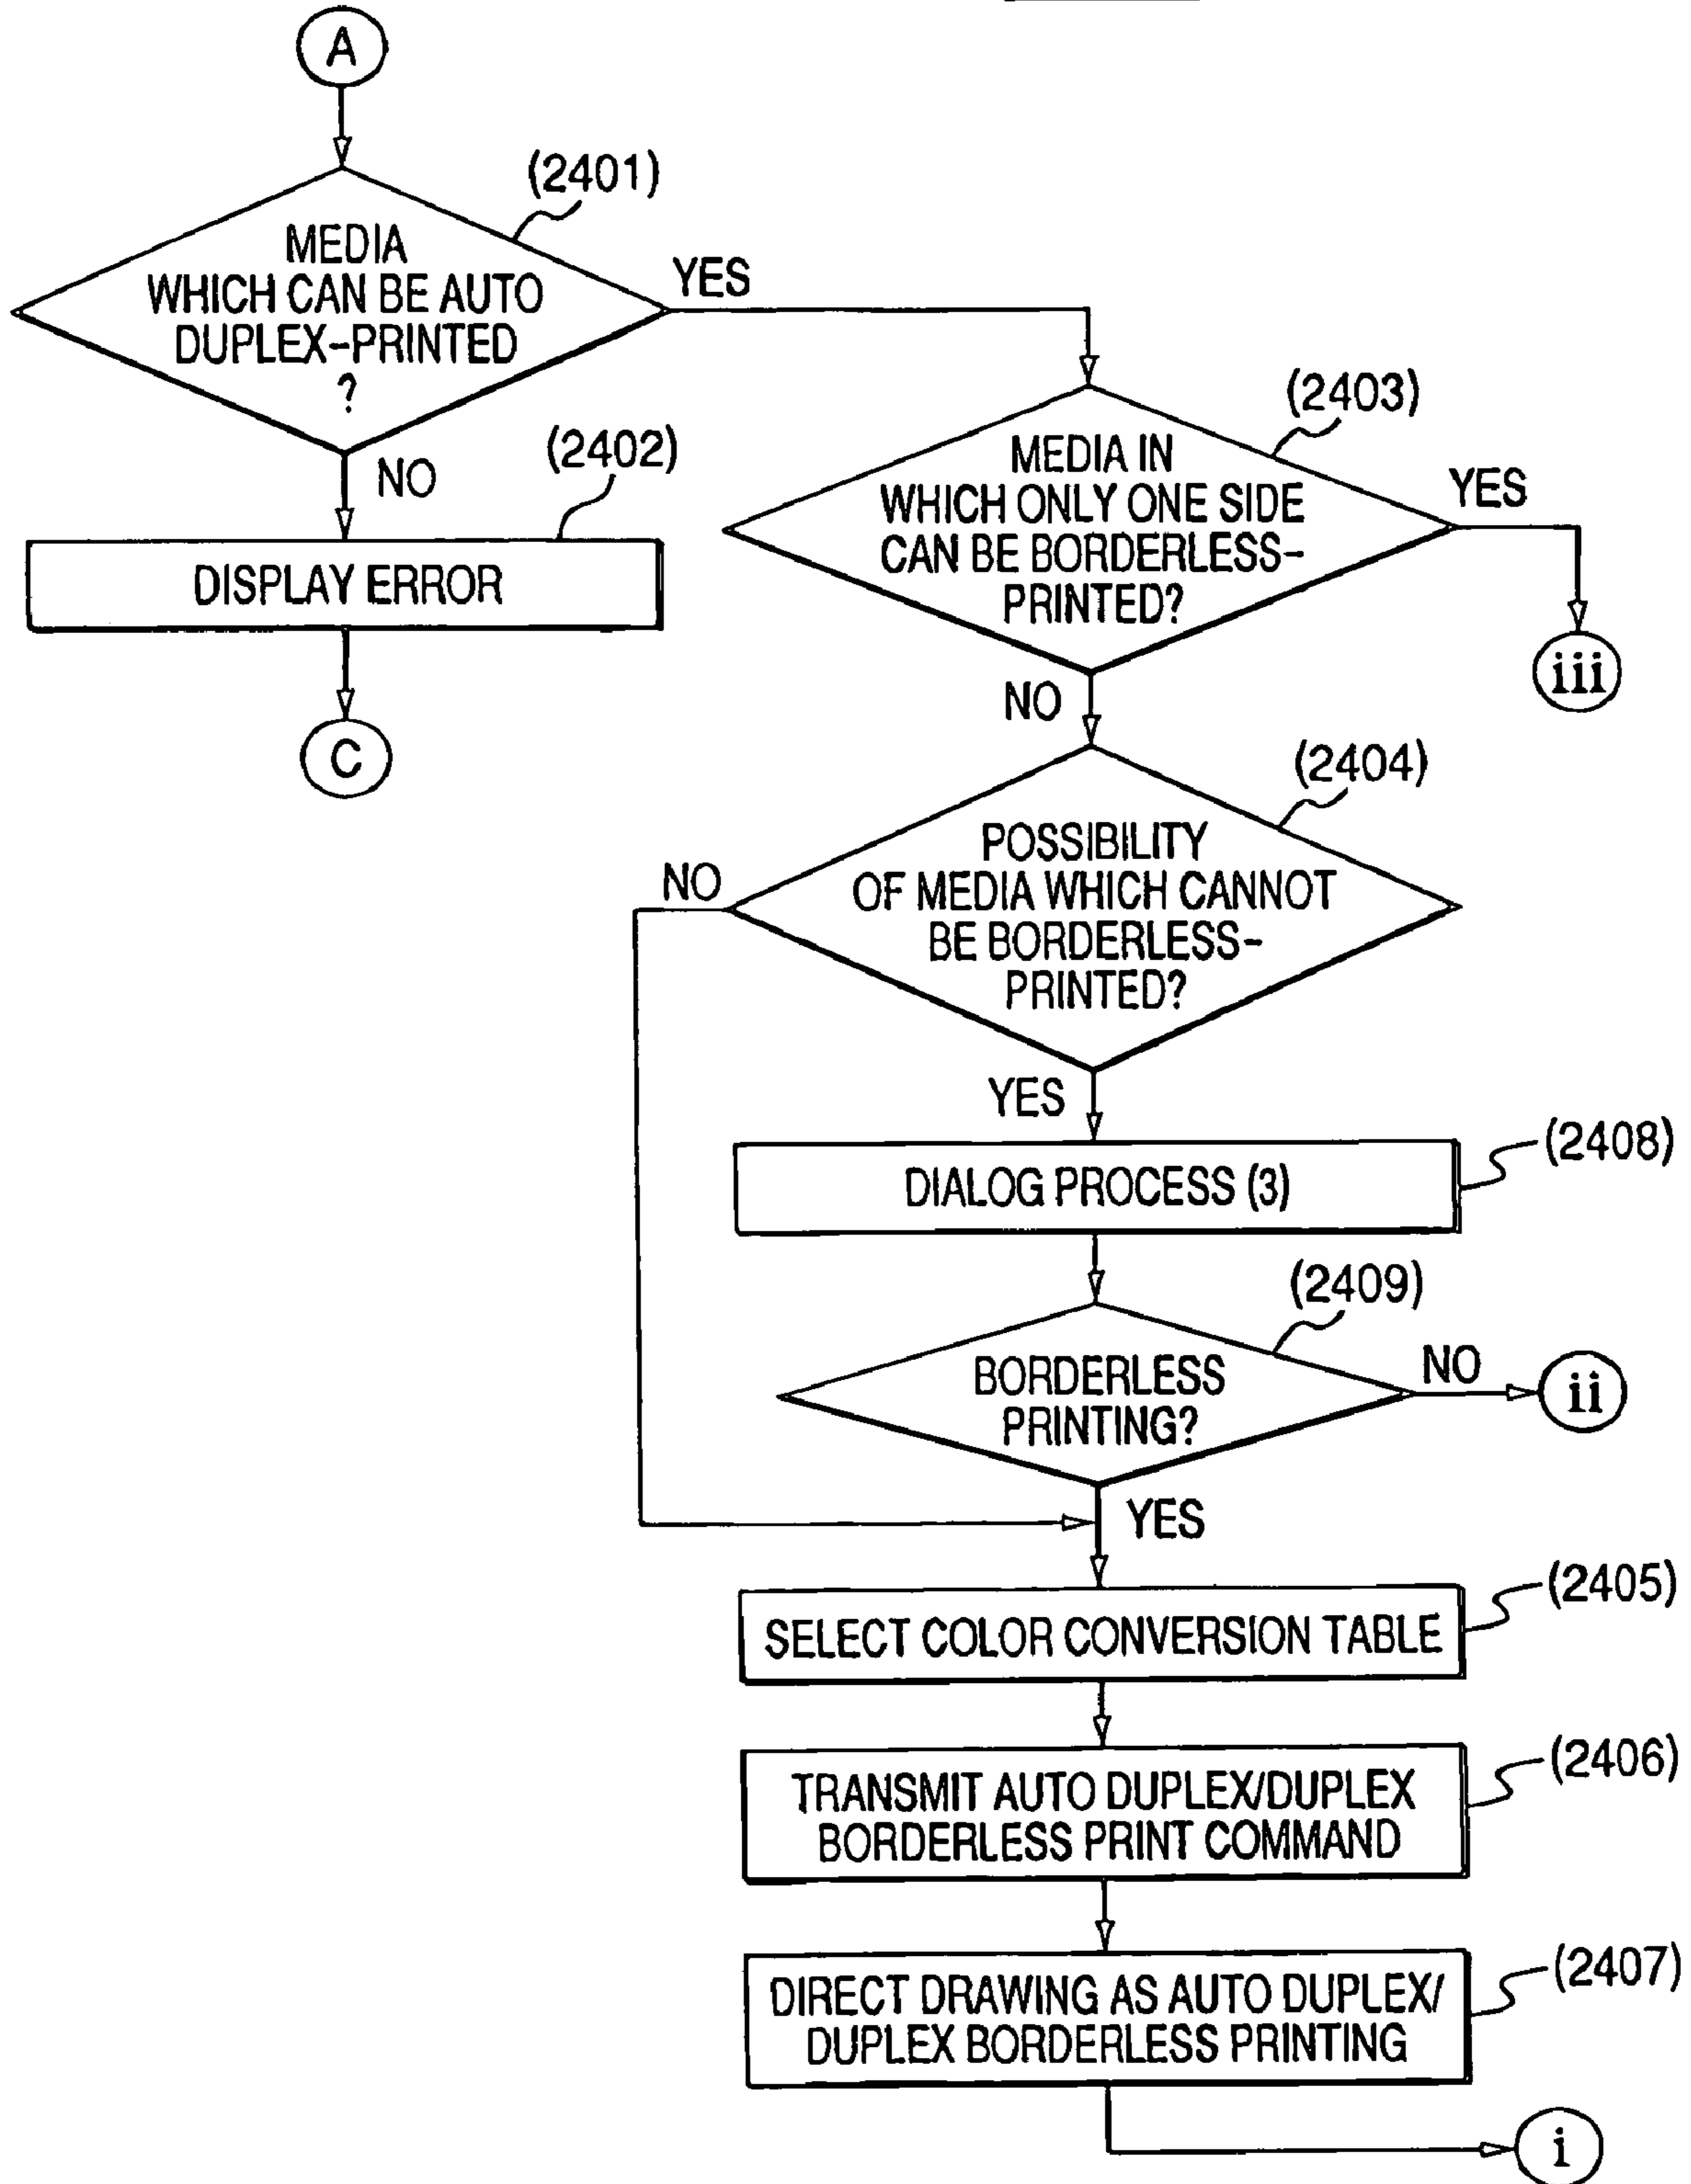 A
(2401)
MEDIA
WHICH CAN BE AUTO
DUPLEX-PRINTED
?
YES
NO
(2402)
DISPLAY ERROR
C
(2403)
MEDIA IN
WHICH ONLY ONE SIDE
CAN BE BORDERLESS-
PRINTED?
YES
iii
NO
(2404)
POSSIBILITY
OF MEDIA WHICH CANNOT
BE BORDERLESS-
PRINTED?
NO
YES
(2408)
DIALOG PROCESS (3)
(2409)
BORDERLESS
PRINTING?
NO
ii
YES
(2405)
SELECT COLOR CONVERSION TABLE
(2406)
TRANSMIT AUTO DUPLEX/DUPLEX
BORDERLESS PRINT COMMAND
(2407)
DIRECT DRAWING AS AUTO DUPLEX/
DUPLEX BORDERLESS PRINTING
i